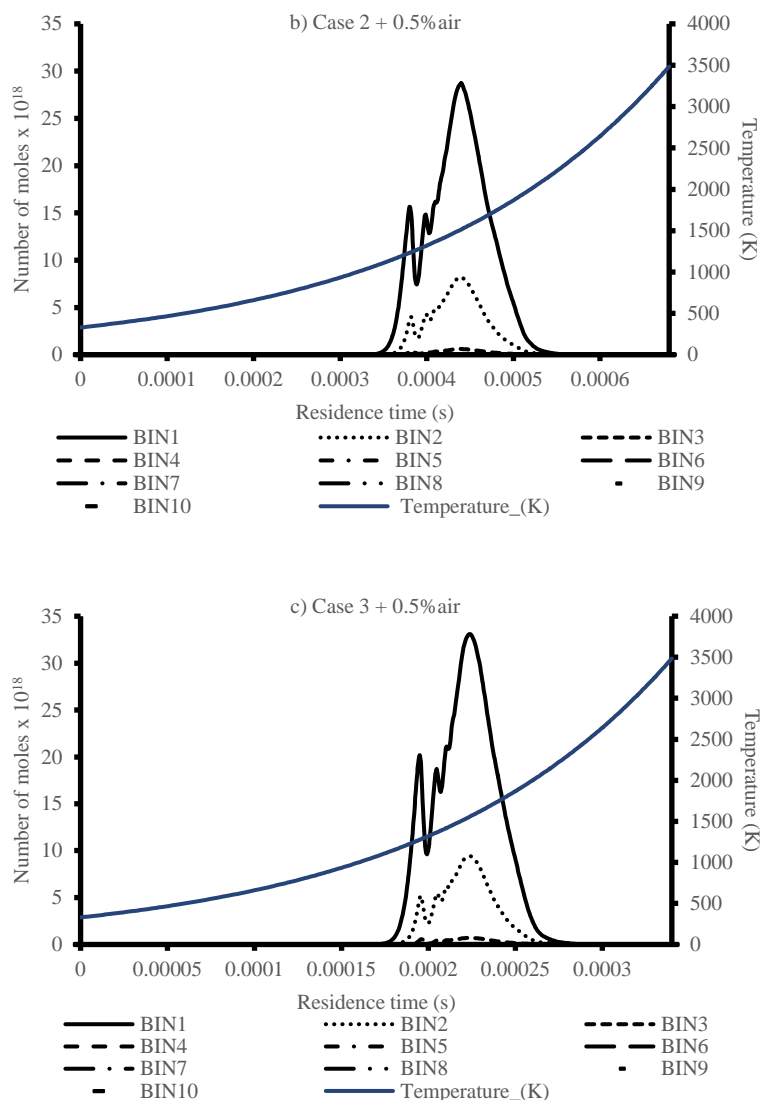 b) Case 2 + 0.5%air
Number of moles x 10^18
35
30
25
20
15
10
5
0
4000
3500
3000
2500
2000
1500
1000
500
0
Temperature (K)
0 0.0001 0.0002 0.0003 0.0004 0.0005 0.0006
Residence time (s)
BIN1 BIN2 BIN3
BIN4 BIN5 BIN6
BIN7 BIN8 BIN9
BIN10 Temperature_(K)
c) Case 3 + 0.5%air
Number of moles x 10^18
35
30
25
20
15
10
5
0
4000
3500
3000
2500
2000
1500
1000
500
0
Temperature (K)
0 0.00005 0.0001 0.00015 0.0002 0.00025 0.0003
Residence time (s)
BIN1 BIN2 BIN3
BIN4 BIN5 BIN6
BIN7 BIN8 BIN9
BIN10 Temperature_(K)